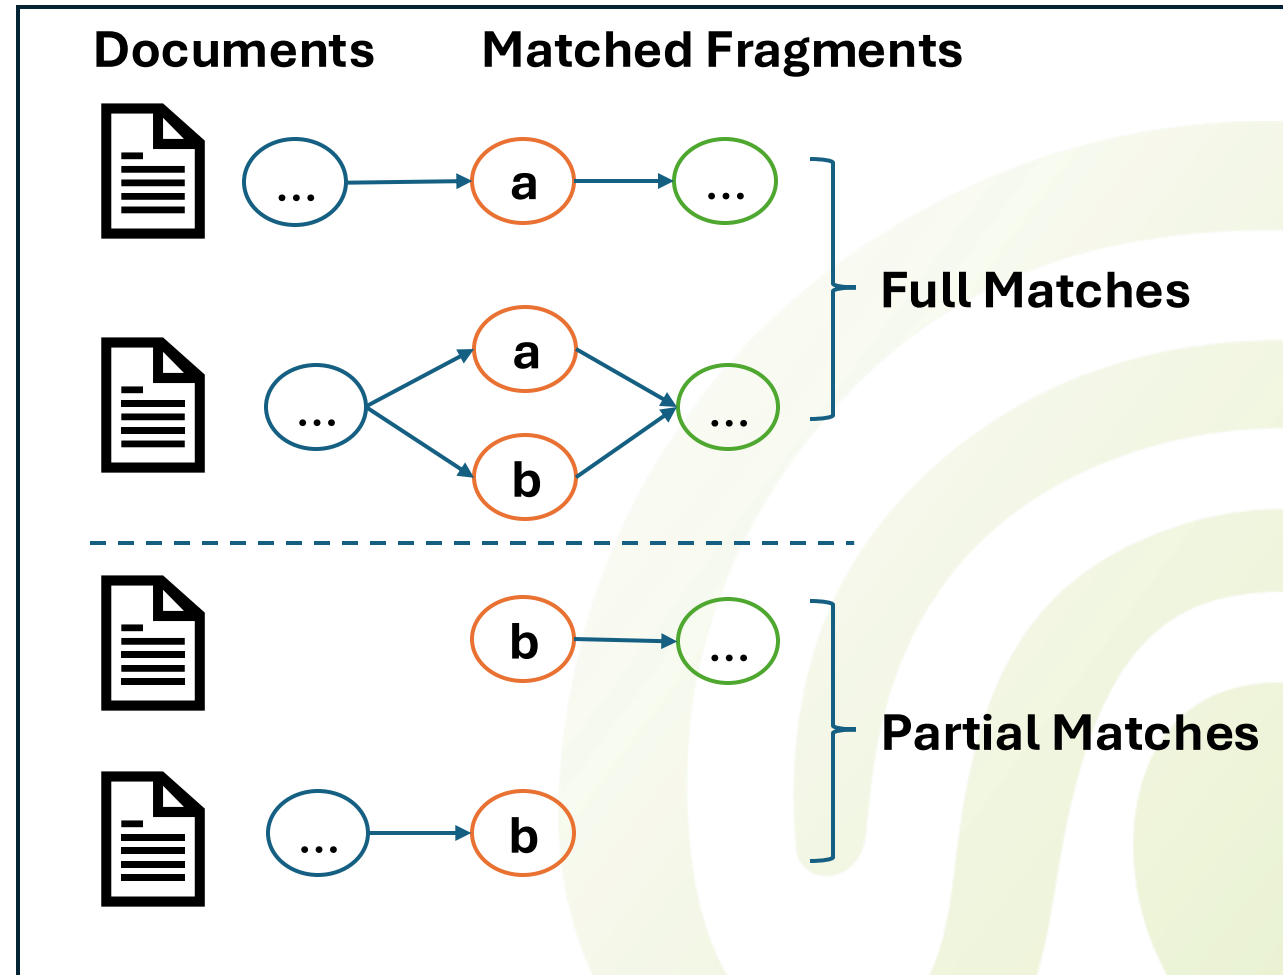 Documents
Matched Fragments
...
a
...
Full Matches
...
a
b
...
b
...
Partial Matches
...
b